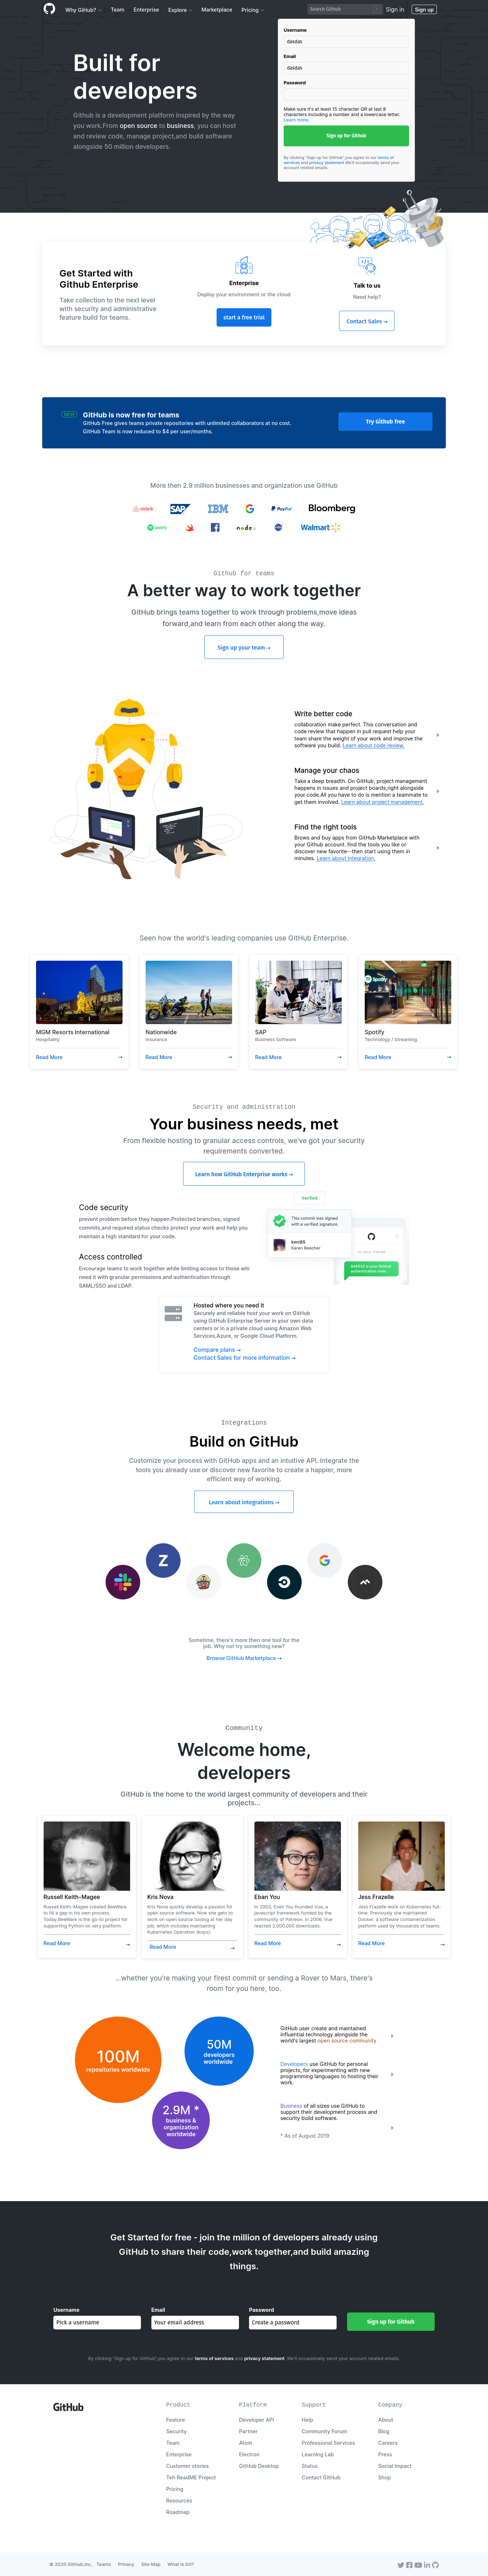 Why GiHub?
Team
Enterprise
Explore
Marketplace
Pricing
Search Github
Sign in
Sign up
Built for
developers
Github is a development platform inspired by the way
you work.From open source to business, you can host
and review code, manage project,and build software
alongside 50 million developers.
Username
dasdas
Email
dasdas
Password
Make sure it's at least 15 character QR at last 8
characters including a number and a lowercase letter.
Learn more.
Sign up for Github
By clicking "Sign up for GitHub",you agree to our terms of
services and privacy statement.We'll occasionally send your
account related emails.
Get Started with
Github Enterprise
Take collection to the next level
with security and administrative
feature build for teams.
Enterprise
Deploy your environment or the cloud
start a free trial
Talk to us
Need help?
Contact Sales →
NEW
GitHub is now free for teams
GitHub Free gives teams private repositories with unlimited collaborators at no cost.
GitHub Team is now reduced to $4 per user/months.
Try Github free
More then 2.9 million businesses and organization use GitHub
airbnb
SAP
IBM
G
PayPal
Bloomberg
Spotify
node
Walmart
Github for teams
A better way to work together
GitHub brings teams together to work through problems,move ideas
forward,and learn from each other along the way.
Sign up your team →
Write better code
collaboration make perfect. This conversation and
code review that happen in pull request help your
team share the weight of your work and improve the
software you build. Learn about code review.
Manage your chaos
Take a deep breadth. On GitHub, project management
happens in issues and project boards,right alongside
your code.All you have to do is mention a teammate to
get them involved. Learn about project management.
Find the right tools
Brows and buy apps from GitHub Marketplace with
your Github account. find the tools you like or
discover new favorite--then start using them in
minutes. Learn about integration.
Seen how the world's leading companies use GitHub Enterprise.
MGM Resorts International
Hospitality
Read More →
Nationwide
Insurance
Read More →
SAP
Business Software
Read More →
Spotify
Technology / Streaming
Read More →
Security and administration
Your business needs, met
From flexible hosting to granular access controls, we've got your security
requirements converted.
Learn how GitHub Enterprise works →
Code security
prevent problem before they happen.Protected branches, signed
commits,and required status checks protect your work and help you
maintain a high standard for your code.
Access controlled
Encourage teams to work together while limiting access to those who
need it with granular permissions and authentication through
SAML/SSO and LDAP.
Verified
This commit was signed
with a verified signature.
keni85
Karen Beecher
Hosted where you need it
Securely and reliable host your work on GitHub
using GitHub Enterprise Server in your own data
centers or in a private cloud using Amazon Web
Services,Azure, or Google Cloud Platform.
Compare plans →
Contact Sales for more Information →
Integrations
Build on GitHub
Customize your process with GitHub apps and an intuitive API. Integrate the
tools you already use or discover new favorite to create a happier, more
efficient way of working.
Learn about integrations →
Z
G
Sometime, there's more then one tool for the
job. Why not try something new?
Browse GitHub Marketplace →
Community
Welcome home,
developers
GitHub is the home to the world largest community of developers and their
projects...
Russell Keith-Magee
Russell Keith-Magee created BeeWare
to fill a gap in his own process.
Today,BeeWare is the go-to project for
supporting Python on very platform.
Read More →
Kris Nova
Kris Nova quickly develop a passion for
open source software. Now she gets to
work on open source tooling at her day
job, which includes maintaining
Kubernetes Operation (kops).
Read More →
Eban You
In 2003, Even You founded Vue, a
javascript framework funded by the
community of Patreon. In 2006, Vue
reacted 2,000,000 downloads.
Read More →
Jess Frazelle
Jess Frazelle work on Kubernetes full-
time. Previously she maintained
Docker, a software containerization
platform used by thousands of teams.
Read More →
...whether you're making your finest commit or sending a Rover to Mars, there's
room for you here, too.
100M
repositories worldwide
50M
developers
worldwide
2.9M *
business &
organization
worldwide
GitHub user create and maintained
influential technology alongside the
world's largest open source community
Developers use GitHub for personal
projects, for experimenting with new
programming languages to hosting their
work.
Business of all sizes use GitHub to
support their development process and
security build software.
* As of August 2019
Get Started for free - join the million of developers already using
GitHub to share their code,work together,and build amazing
things.
Username
Pick a username
Email
Your email address
Password
Create a password
Sign up for Github
By clicking "Sign up for GitHub",you agree to our terms of services and privacy statement .We'll occasionally send your account related emails.
GitHub
Product
Feature
Security
Team
Enterprise
Customer stories
Teh ReadME Project
Pricing
Resources
Roadmap
Platform
Developer API
Partner
Atom
Electron
GitHub Desktop
Support
Help
Community Forum
Professional Services
Learning Lab
Status
Contact GitHub
Company
About
Blog
Careers
Press
Social Impact
Shop
© 2020 GitHub,Inc.
Teams
Privacy
Site Map
What is Git?